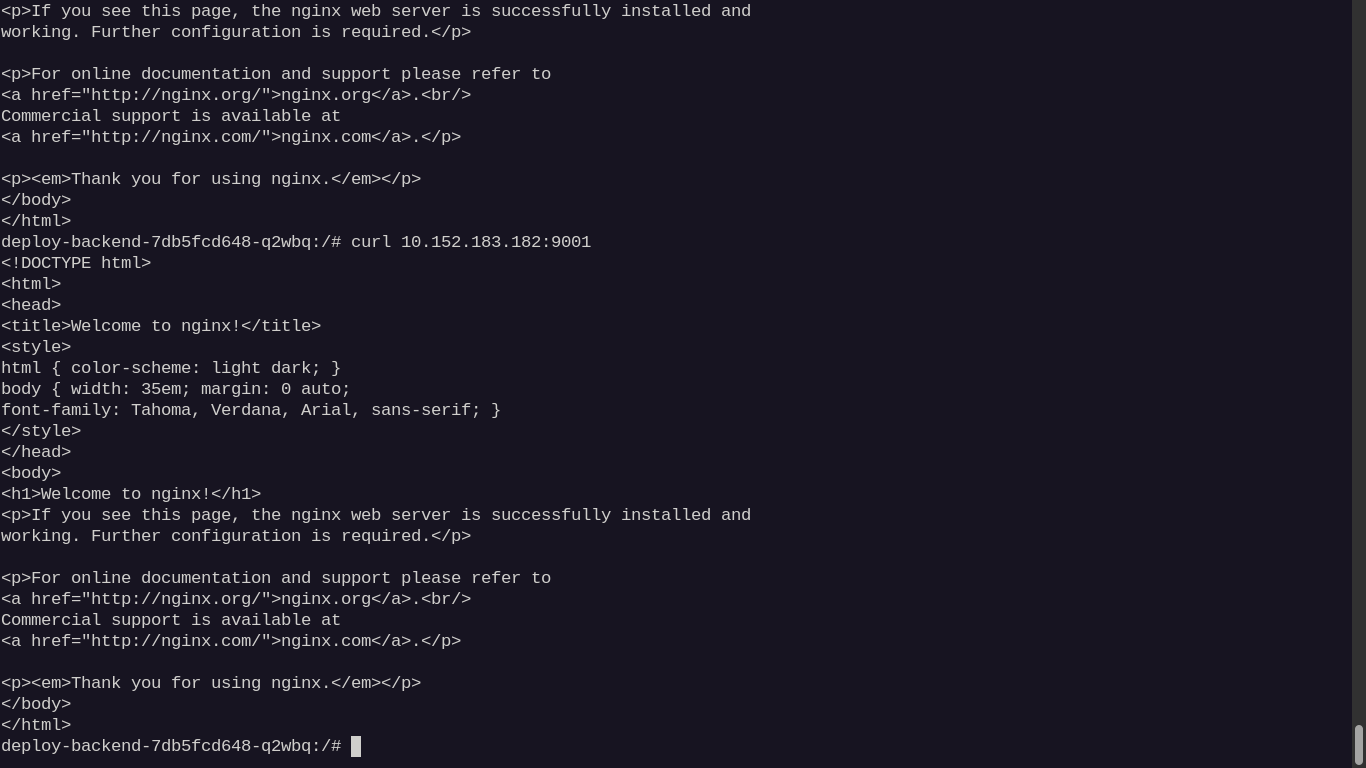 <p>If you see this page, the nginx web server is successfully installed and
working. Further configuration is required.</p>

<p>For online documentation and support please refer to
<a href="http://nginx.org/">nginx.org</a>.<br/>
Commercial support is available at
<a href="http://nginx.com/">nginx.com</a>.</p>

<p><em>Thank you for using nginx.</em></p>
</body>
</html>
deploy-backend-7db5fcd648-q2wbq:/# curl 10.152.183.182:9001
<!DOCTYPE html>
<html>
<head>
<title>Welcome to nginx!</title>
<style>
html { color-scheme: light dark; }
body { width: 35em; margin: 0 auto;
font-family: Tahoma, Verdana, Arial, sans-serif; }
</style>
</head>
<body>
<h1>Welcome to nginx!</h1>
<p>If you see this page, the nginx web server is successfully installed and
working. Further configuration is required.</p>

<p>For online documentation and support please refer to
<a href="http://nginx.org/">nginx.org</a>.<br/>
Commercial support is available at
<a href="http://nginx.com/">nginx.com</a>.</p>

<p><em>Thank you for using nginx.</em></p>
</body>
</html>
deploy-backend-7db5fcd648-q2wbq:/#